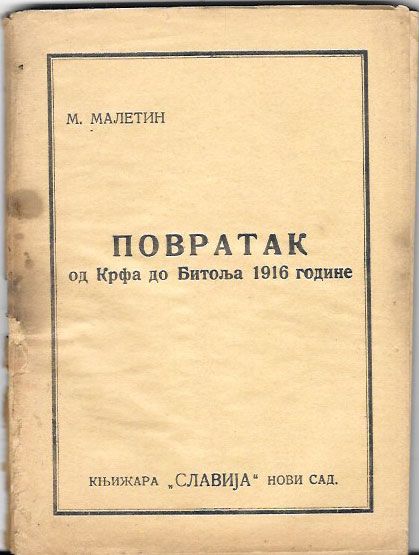 М. МАЛЕТИН
ПОВРАТАК
од Крфа до Битоља 1916 године
КЊИЖАРА „СЛАВИЈА“ НОВИ САД.